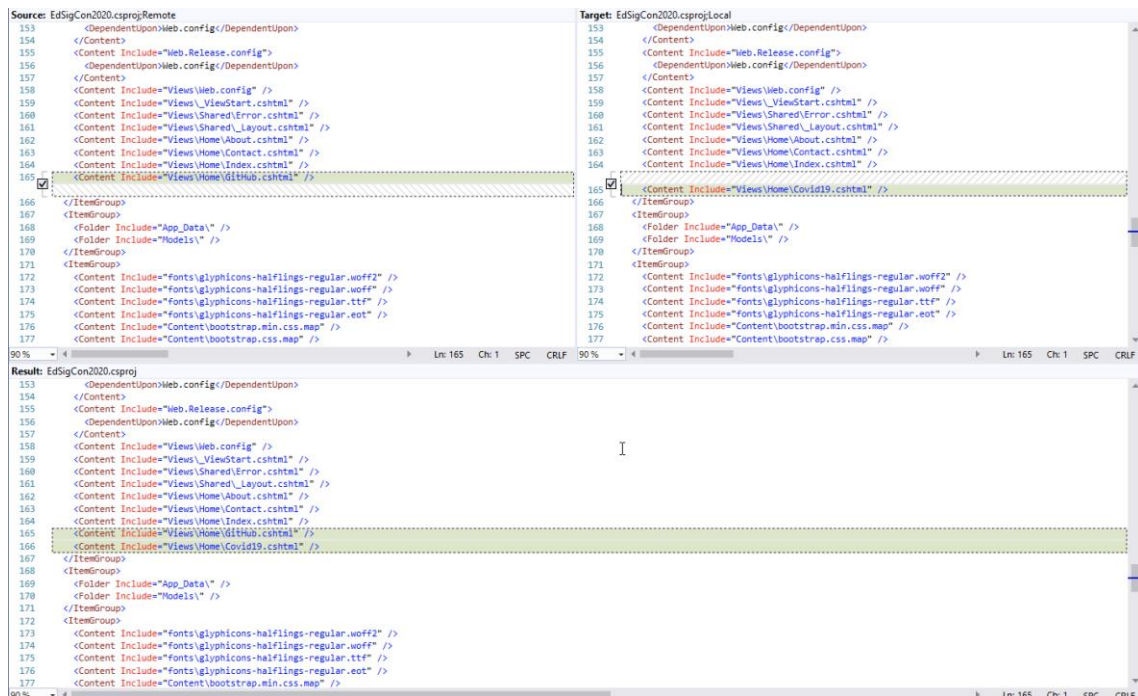 Source: EdSigCon2020.csproj;Remote
153 <DependentUpon>Web.config</DependentUpon>
154 </Content>
155 <Content Include="Web.Release.config">
156 <DependentUpon>Web.config</DependentUpon>
157 </Content>
158 <Content Include="Views\Web.config" />
159 <Content Include="Views\_ViewStart.cshtml" />
160 <Content Include="Views\Shared\Error.cshtml" />
161 <Content Include="Views\Shared\_Layout.cshtml" />
162 <Content Include="Views\Home\About.cshtml" />
163 <Content Include="Views\Home\Contact.cshtml" />
164 <Content Include="Views\Home\Index.cshtml" />
165 <Content Include="Views\Home\GitHub.cshtml" />
166 </ItemGroup>
167 <ItemGroup>
168 <Folder Include="App_Data\" />
169 <Folder Include="Models\" />
170 </ItemGroup>
171 <ItemGroup>
172 <Content Include="fonts\glyphicons-halflings-regular.woff2" />
173 <Content Include="fonts\glyphicons-halflings-regular.woff" />
174 <Content Include="fonts\glyphicons-halflings-regular.ttf" />
175 <Content Include="fonts\glyphicons-halflings-regular.eot" />
176 <Content Include="Content\bootstrap.min.css.map" />
177 <Content Include="Content\bootstrap.css.map" />
90 % Ln: 165 Ch: 1 SPC CRLF
Target: EdSigCon2020.csproj;Local
153 <DependentUpon>Web.config</DependentUpon>
154 </Content>
155 <Content Include="Web.Release.config">
156 <DependentUpon>Web.config</DependentUpon>
157 </Content>
158 <Content Include="Views\Web.config" />
159 <Content Include="Views\_ViewStart.cshtml" />
160 <Content Include="Views\Shared\Error.cshtml" />
161 <Content Include="Views\Shared\_Layout.cshtml" />
162 <Content Include="Views\Home\About.cshtml" />
163 <Content Include="Views\Home\Contact.cshtml" />
164 <Content Include="Views\Home\Index.cshtml" />
165 <Content Include="Views\Home\Covid19.cshtml" />
166 </ItemGroup>
167 <ItemGroup>
168 <Folder Include="App_Data\" />
169 <Folder Include="Models\" />
170 </ItemGroup>
171 <ItemGroup>
172 <Content Include="fonts\glyphicons-halflings-regular.woff2" />
173 <Content Include="fonts\glyphicons-halflings-regular.woff" />
174 <Content Include="fonts\glyphicons-halflings-regular.ttf" />
175 <Content Include="fonts\glyphicons-halflings-regular.eot" />
176 <Content Include="Content\bootstrap.min.css.map" />
177 <Content Include="Content\bootstrap.css.map" />
90 % Ln: 165 Ch: 1 SPC CRLF
Result: EdSigCon2020.csproj
153 <DependentUpon>Web.config</DependentUpon>
154 </Content>
155 <Content Include="Web.Release.config">
156 <DependentUpon>Web.config</DependentUpon>
157 </Content>
158 <Content Include="Views\Web.config" />
159 <Content Include="Views\_ViewStart.cshtml" />
160 <Content Include="Views\Shared\Error.cshtml" />
161 <Content Include="Views\Shared\_Layout.cshtml" />
162 <Content Include="Views\Home\About.cshtml" />
163 <Content Include="Views\Home\Contact.cshtml" />
164 <Content Include="Views\Home\Index.cshtml" />
165 <Content Include="Views\Home\GitHub.cshtml" />
166 <Content Include="Views\Home\Covid19.cshtml" />
167 </ItemGroup>
168 <ItemGroup>
169 <Folder Include="App_Data\" />
170 <Folder Include="Models\" />
171 </ItemGroup>
172 <ItemGroup>
173 <Content Include="fonts\glyphicons-halflings-regular.woff2" />
174 <Content Include="fonts\glyphicons-halflings-regular.woff" />
175 <Content Include="fonts\glyphicons-halflings-regular.ttf" />
176 <Content Include="fonts\glyphicons-halflings-regular.eot" />
177 <Content Include="Content\bootstrap.min.css.map" />
90 % Ln: 165 Ch: 1 SPC CRLF